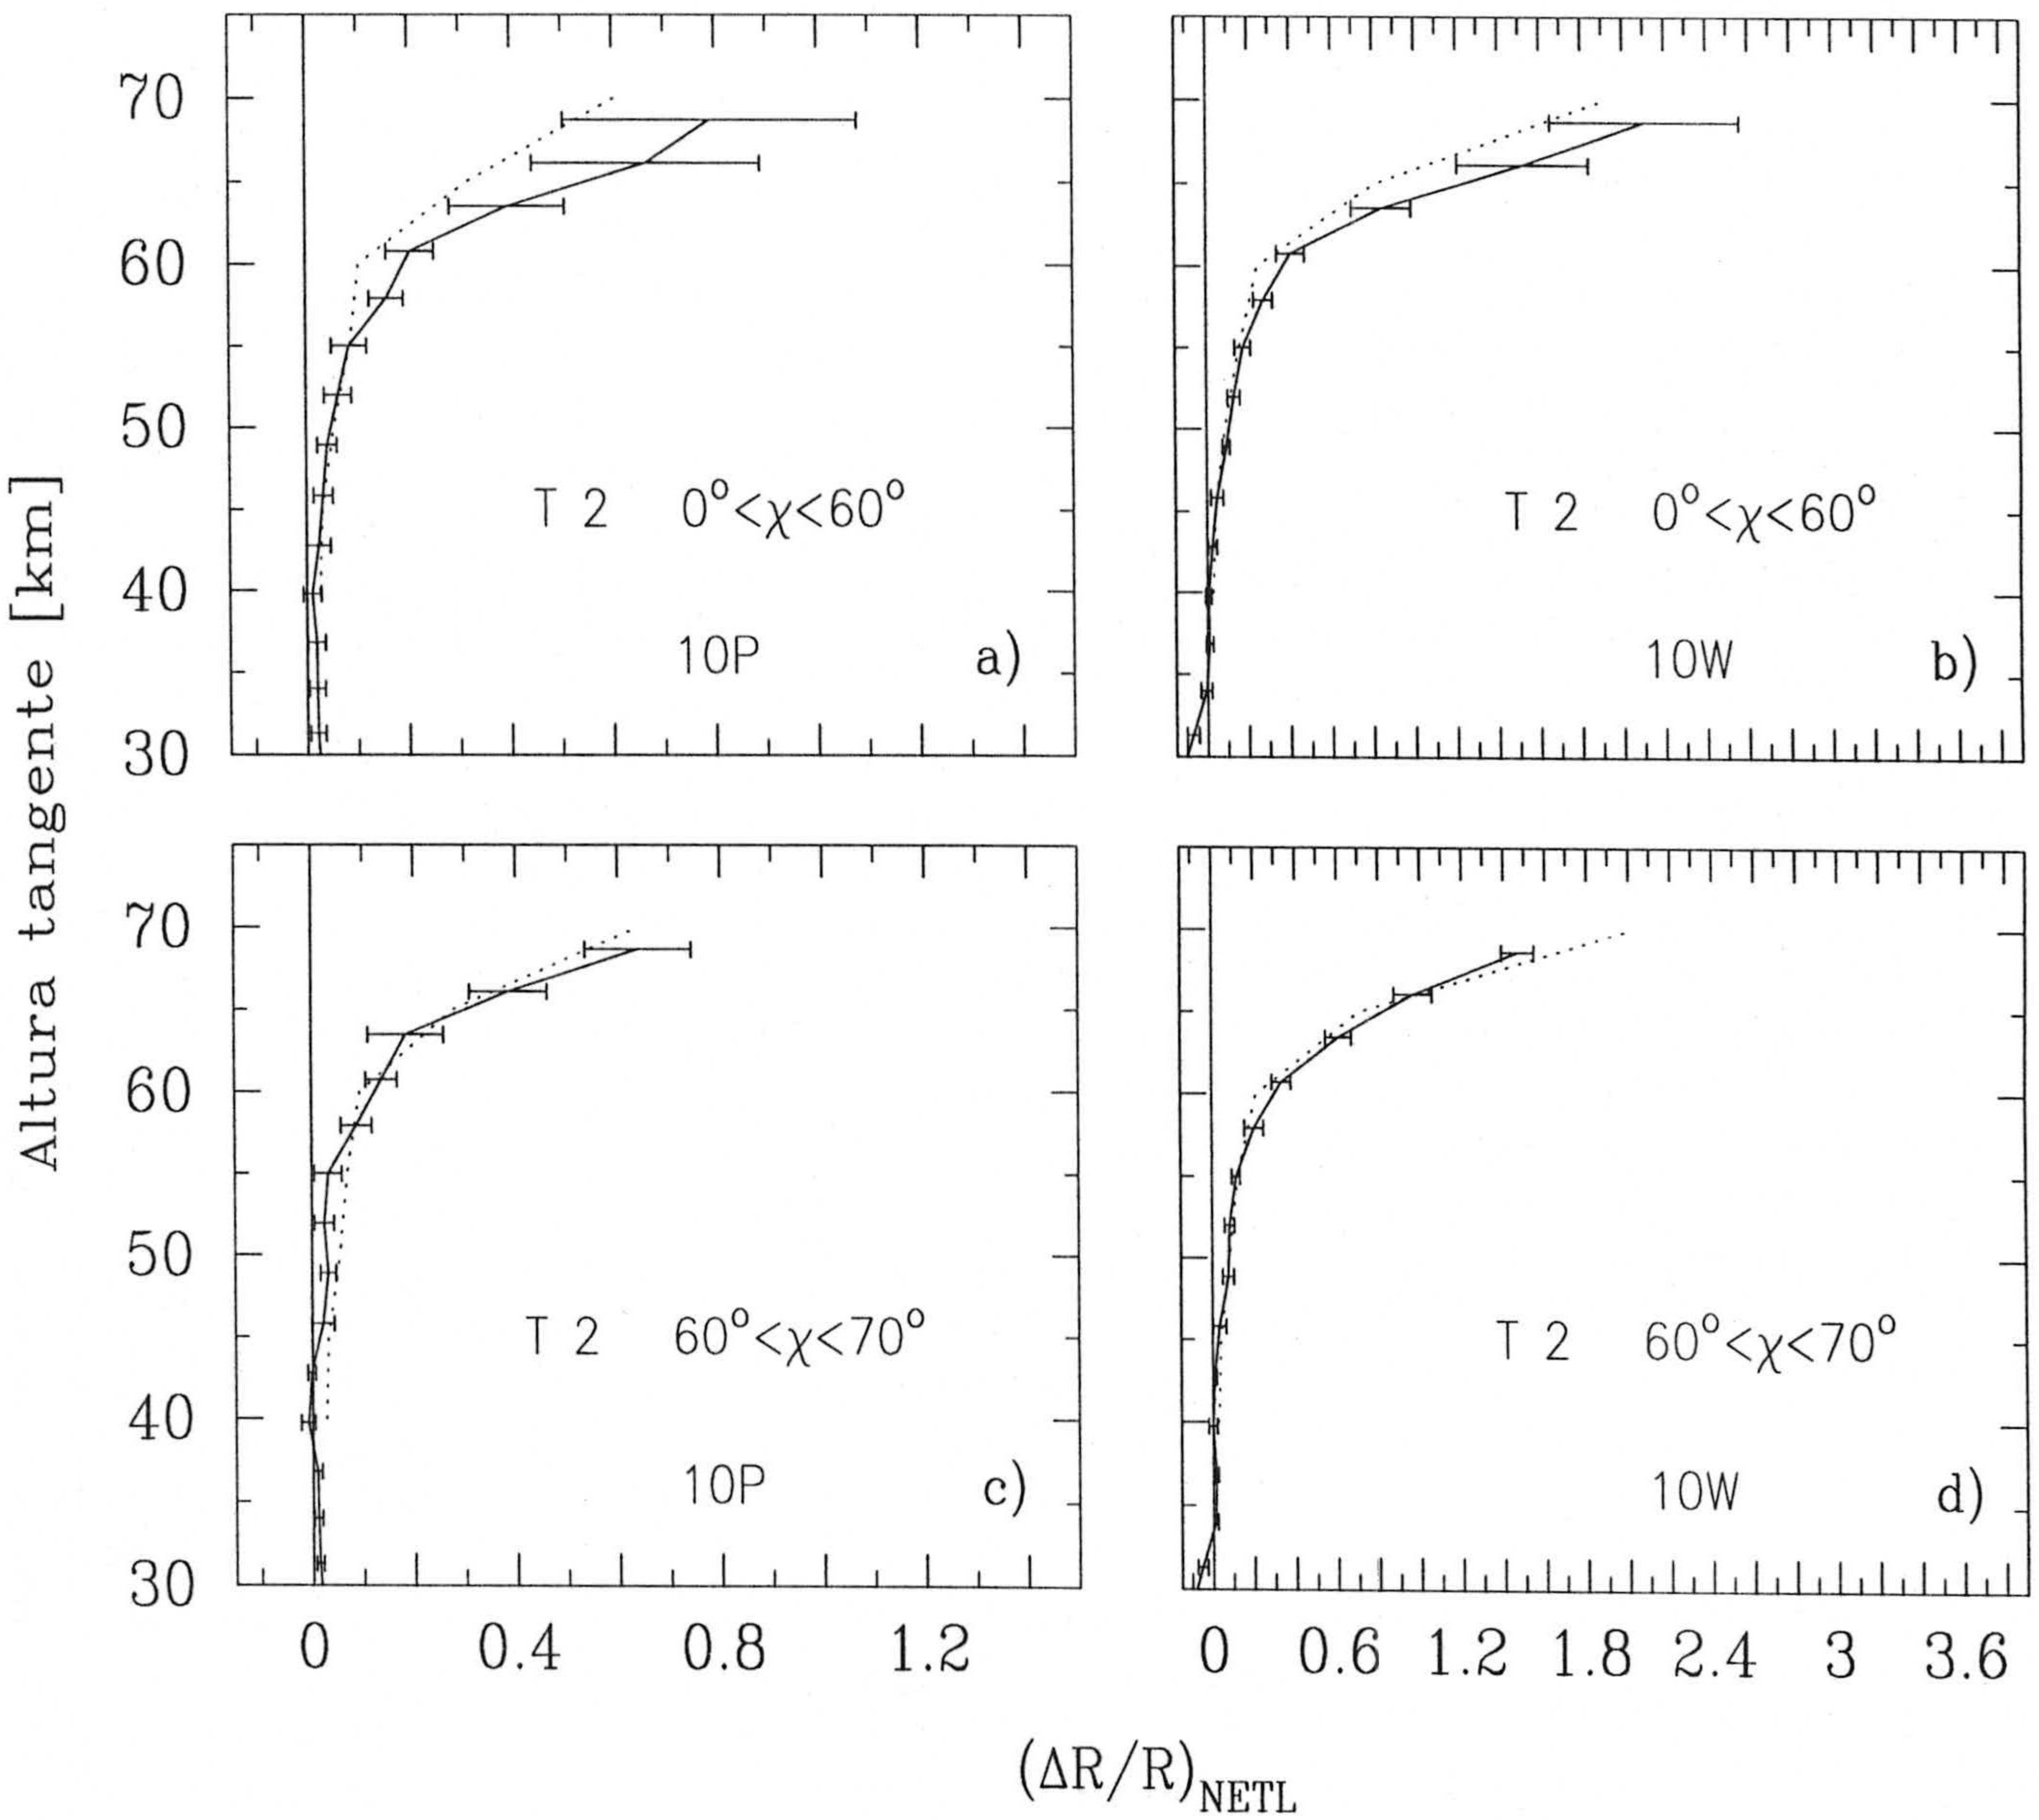 Altura tangente [km]
70
60
50
40
30
T 2 0°<χ<60°
10P
a)
T 2 0°<χ<60°
10W
b)
70
60
50
40
30
T 2 60°<χ<70°
10P
c)
T 2 60°<χ<70°
10W
d)
0 0.4 0.8 1.2
0 0.6 1.2 1.8 2.4 3 3.6
(ΔR/R)NETL